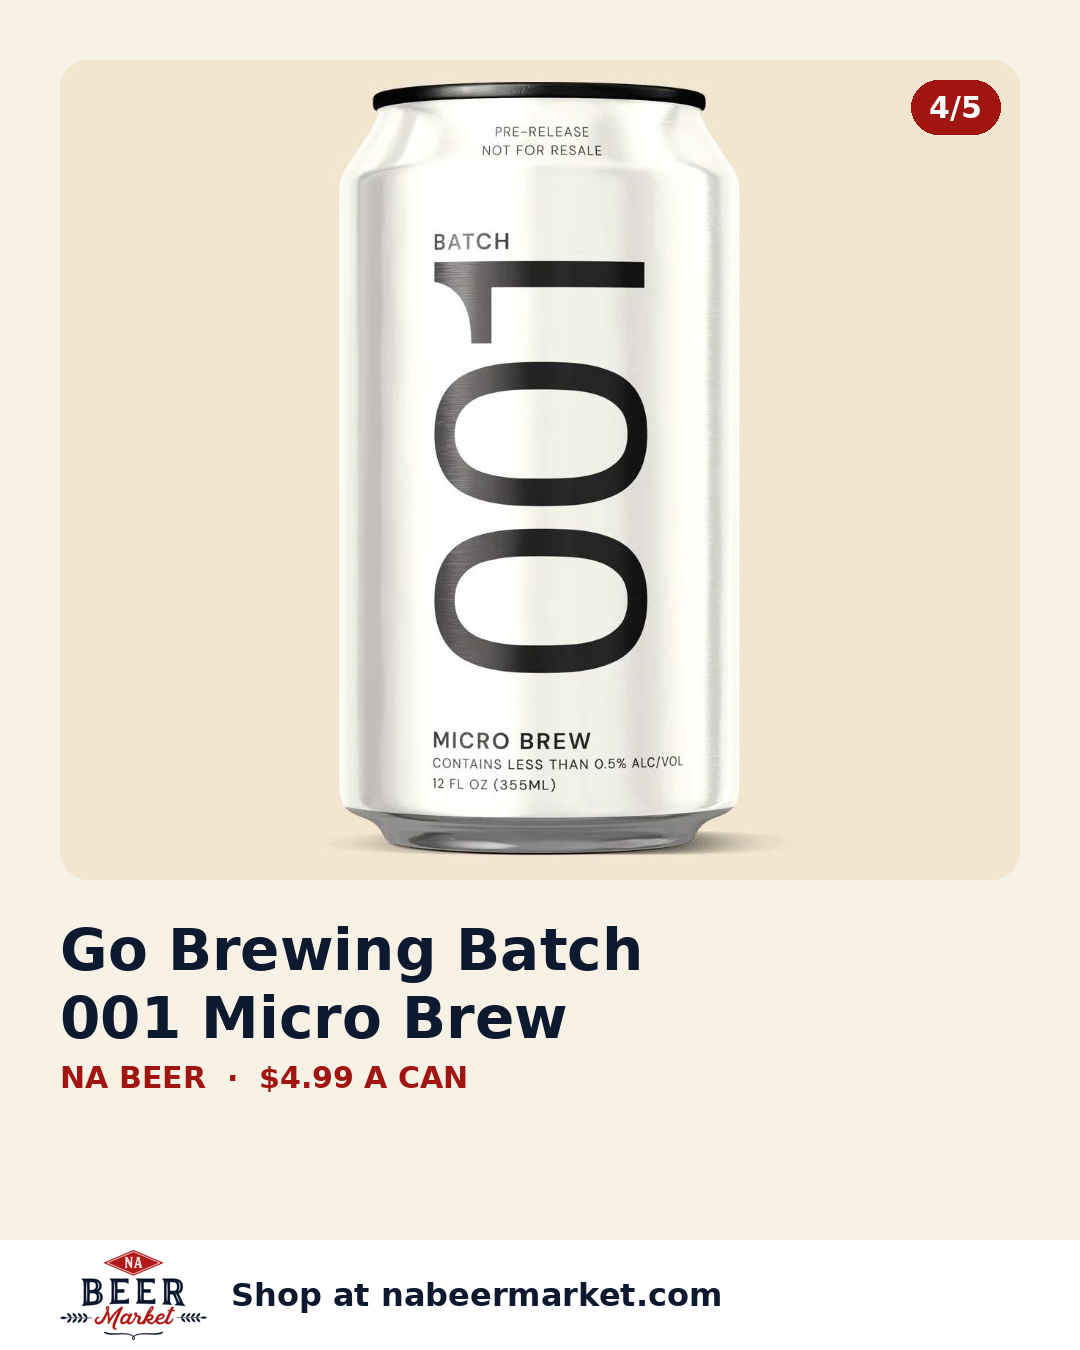 4/5
PRE-RELEASE
NOT FOR RESALE
BATCH
001
MICRO BREW
CONTAINS LESS THAN 0.5% ALC/VOL
12 FL OZ (355ML)
Go Brewing Batch
001 Micro Brew
NA BEER · $4.99 A CAN
NA
BEER
Market
Shop at nabeermarket.com